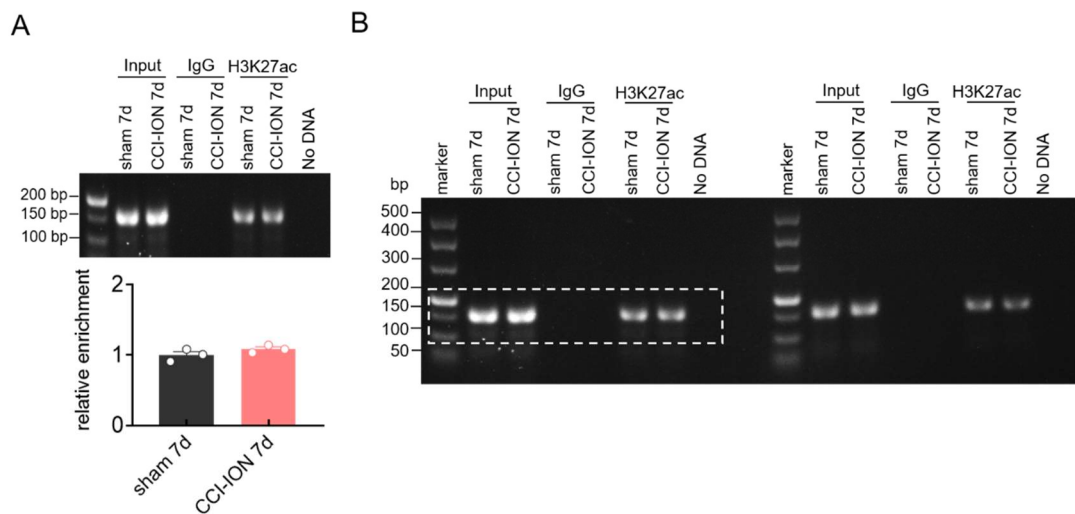 A
Input IgG H3K27ac
sham 7d
CCI-ION 7d
sham 7d
CCI-ION 7d
sham 7d
CCI-ION 7d
No DNA
200 bp
150 bp
100 bp
relative enrichment
2
1
0
sham 7d
CCI-ION 7d
B
Input IgG H3K27ac
marker
sham 7d
CCI-ION 7d
sham 7d
CCI-ION 7d
sham 7d
CCI-ION 7d
No DNA
Input IgG H3K27ac
marker
sham 7d
CCI-ION 7d
sham 7d
CCI-ION 7d
sham 7d
CCI-ION 7d
No DNA
bp
500
400
300
200
150
100
50